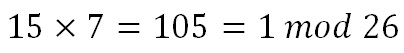 15 × 7 = 105 = 1 mod 26